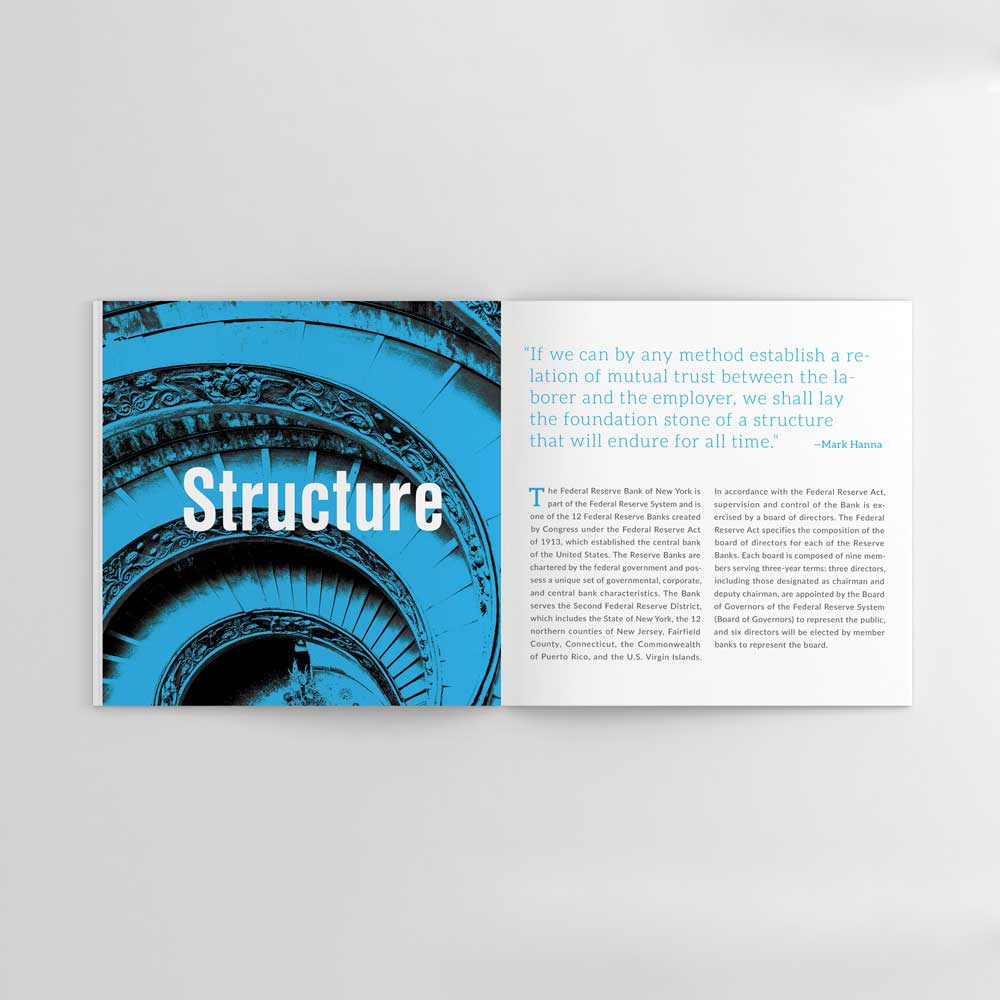 Structure
“If we can by any method establish a re-
lation of mutual trust between the la-
borer and the employer, we shall lay
the foundation stone of a structure
that will endure for all time.”
—Mark Hanna
The Federal Reserve Bank of New York is
part of the Federal Reserve System and is
one of the 12 Federal Reserve Banks created
by Congress under the Federal Reserve Act
of 1913, which established the central bank
of the United States. The Reserve Banks are
chartered by the federal government and pos-
sess a unique set of governmental, corporate,
and central bank characteristics. The Bank
serves the Second Federal Reserve District,
which includes the State of New York, the 12
northern counties of New Jersey, Fairfield
County, Connecticut, the Commonwealth
of Puerto Rico, and the U.S. Virgin Islands.
In accordance with the Federal Reserve Act,
supervision and control of the Bank is ex-
ercised by a board of directors. The Federal
Reserve Act specifies the composition of the
board of directors for each of the Reserve
Banks. Each board is composed of nine mem-
bers serving three-year terms: three directors,
including those designated as chairman and
deputy chairman, are appointed by the Board
of Governors of the Federal Reserve System
(Board of Governors) to represent the public,
and six directors will be elected by member
banks to represent the board.